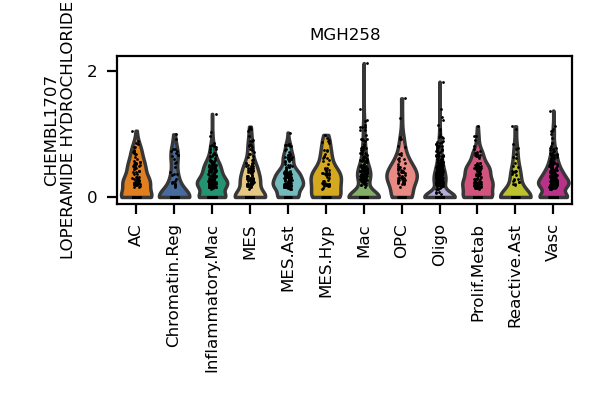 MGH258
CHEMBL1707
LOPERAMIDE HYDROCHLORIDE
2
0
AC
Chromatin.Reg
Inflammatory.Mac
MES
MES.Ast
MES.Hyp
Mac
OPC
Oligo
Prolif.Metab
Reactive.Ast
Vasc